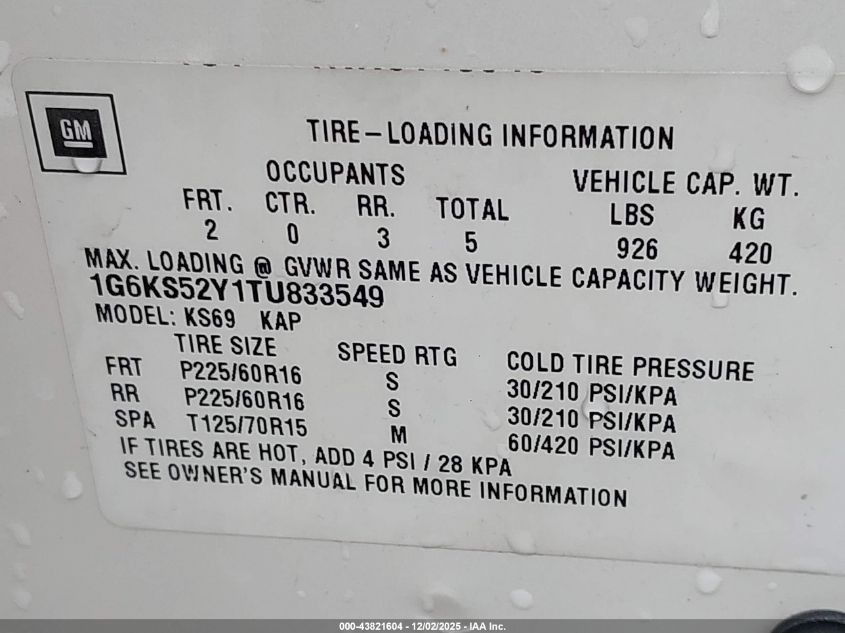 GM
TIRE-LOADING INFORMATION
OCCUPANTS VEHICLE CAP. WT.
FRT. CTR. RR. TOTAL LBS KG
2 0 3 5 926 420
MAX. LOADING @ GVWR SAME AS VEHICLE CAPACITY WEIGHT.
1G6KS52Y1TU833549
MODEL: KS69 KAP
TIRE SIZE SPEED RTG COLD TIRE PRESSURE
FRT P225/60R16 S 30/210 PSI/KPA
RR P225/60R16 S 30/210 PSI/KPA
SPA T125/70R15 M 60/420 PSI/KPA
IF TIRES ARE HOT, ADD 4 PSI / 28 KPA
SEE OWNER'S MANUAL FOR MORE INFORMATION
000-43821604 - 12/02/2025 - IAA Inc.